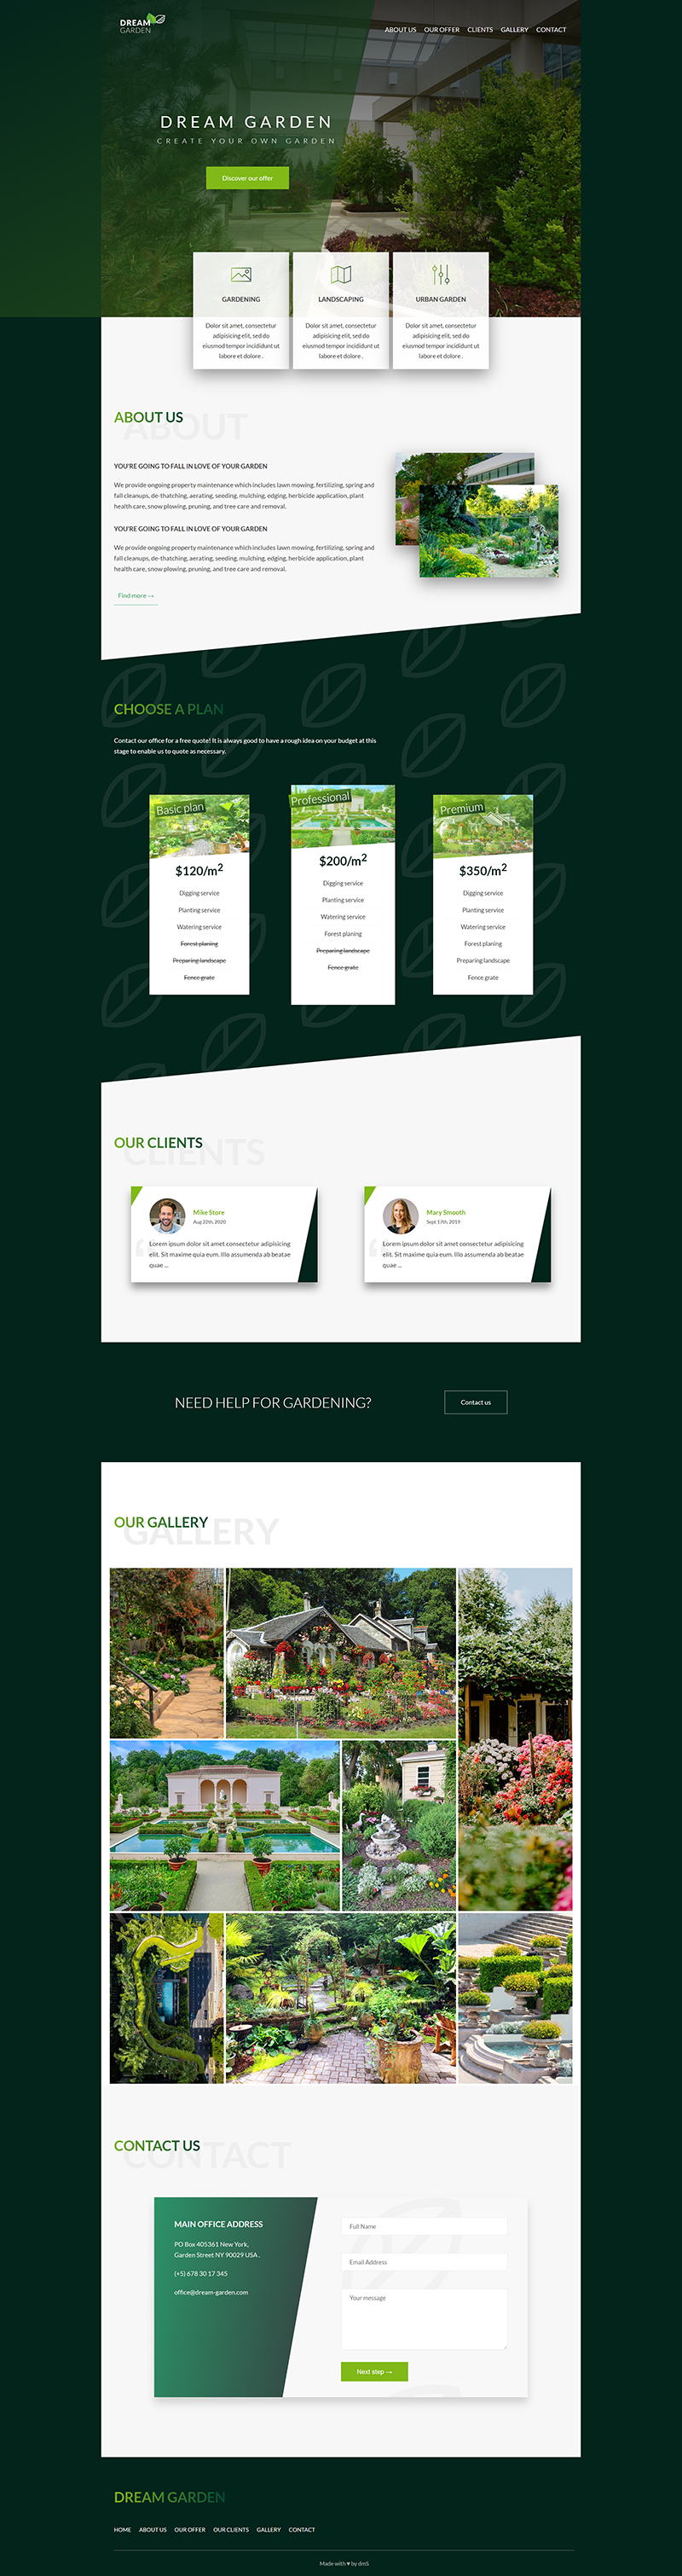 DREAM
GARDEN
ABOUT US OUR OFFER CLIENTS GALLERY CONTACT
DREAM GARDEN
CREATE YOUR OWN GARDEN
Discover our offer
GARDENING
Dolor sit amet, consectetur
adipisicing elit, sed do
eiusmod tempor incididunt ut
labore et dolore .
LANDSCAPING
Dolor sit amet, consectetur
adipisicing elit, sed do
eiusmod tempor incididunt ut
labore et dolore .
URBAN GARDEN
Dolor sit amet, consectetur
adipisicing elit, sed do
eiusmod tempor incididunt ut
labore et dolore .
ABOUT US
ABOUT
YOU'RE GOING TO FALL IN LOVE OF YOUR GARDEN
We provide ongoing property maintenance which includes lawn mowing, fertilizing, spring and
fall cleanups, de-thatching, aerating, seeding, mulching, edging, herbicide application, plant
health care, snow plowing, pruning, and tree care and removal.
YOU'RE GOING TO FALL IN LOVE OF YOUR GARDEN
We provide ongoing property maintenance which includes lawn mowing, fertilizing, spring and
fall cleanups, de-thatching, aerating, seeding, mulching, edging, herbicide application, plant
health care, snow plowing, pruning, and tree care and removal.
Find more →
CHOOSE A PLAN
Contact our office for a free quote! It is always good to have a rough idea on your budget at this
stage to enable us to quote as necessary.
Basic plan
$120/m²
Digging service
Planting service
Watering service
Forest planing
Preparing landscape
Fence grate
Professional
$200/m²
Digging service
Planting service
Watering service
Forest planing
Preparing landscape
Fence grate
Premium
$350/m²
Digging service
Planting service
Watering service
Forest planing
Preparing landscape
Fence grate
OUR CLIENTS
CLIENTS
Mike Store
Aug 22th, 2020
“
Lorem ipsum dolor sit amet consectetur adipisicing
elit. Sit maxime quia eum. Illo assumenda ab beatae
quae ...
Mary Smooth
Sept 17th, 2019
“
Lorem ipsum dolor sit amet consectetur adipisicing
elit. Sit maxime quia eum. Illo assumenda ab beatae
quae ...
NEED HELP FOR GARDENING?
Contact us
OUR GALLERY
GALLERY
CONTACT US
CONTACT
MAIN OFFICE ADDRESS
PO Box 405361 New York,
Garden Street NY 90029 USA .
(+5) 678 30 17 345
office@dream-garden.com
Full Name
Email Address
Your message
Next step →
DREAM GARDEN
HOME ABOUT US OUR OFFER OUR CLIENTS GALLERY CONTACT
Made with ♥ by dm5